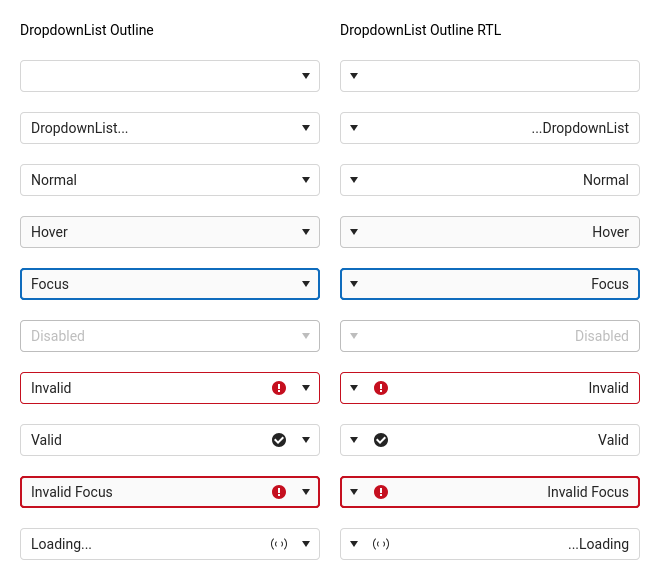 DropdownList Outline
DropdownList Outline RTL
DropdownList...
...DropdownList
Normal
Normal
Hover
Hover
Focus
Focus
Disabled
Disabled
Invalid
Invalid
Valid
Valid
Invalid Focus
Invalid Focus
Loading...
...Loading